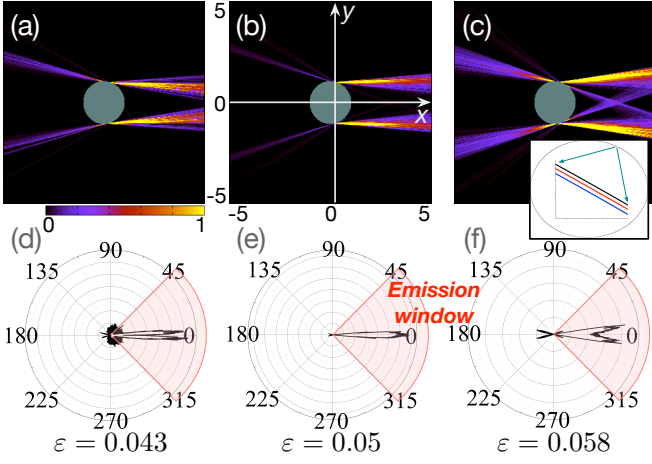 (a) (b) (c)
y
x
5
0
-5
-5 0 5
0 1
(d) (e) (f)
90 90 90
135 45 135 45 135 45
Emission
window
180 0 180 0 180 0
225 315 225 315 225 315
270 270 270
ε = 0.043 ε = 0.05 ε = 0.058